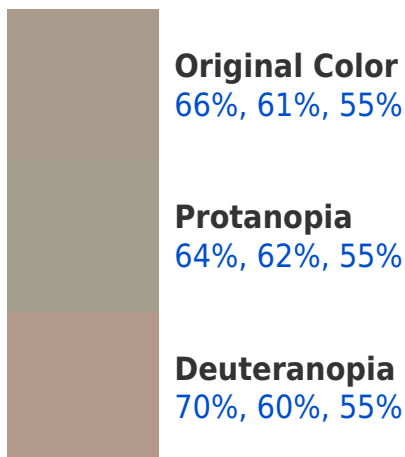 Original Color
66%, 61%, 55%
Protanopia
64%, 62%, 55%
Deuteranopia
70%, 60%, 55%